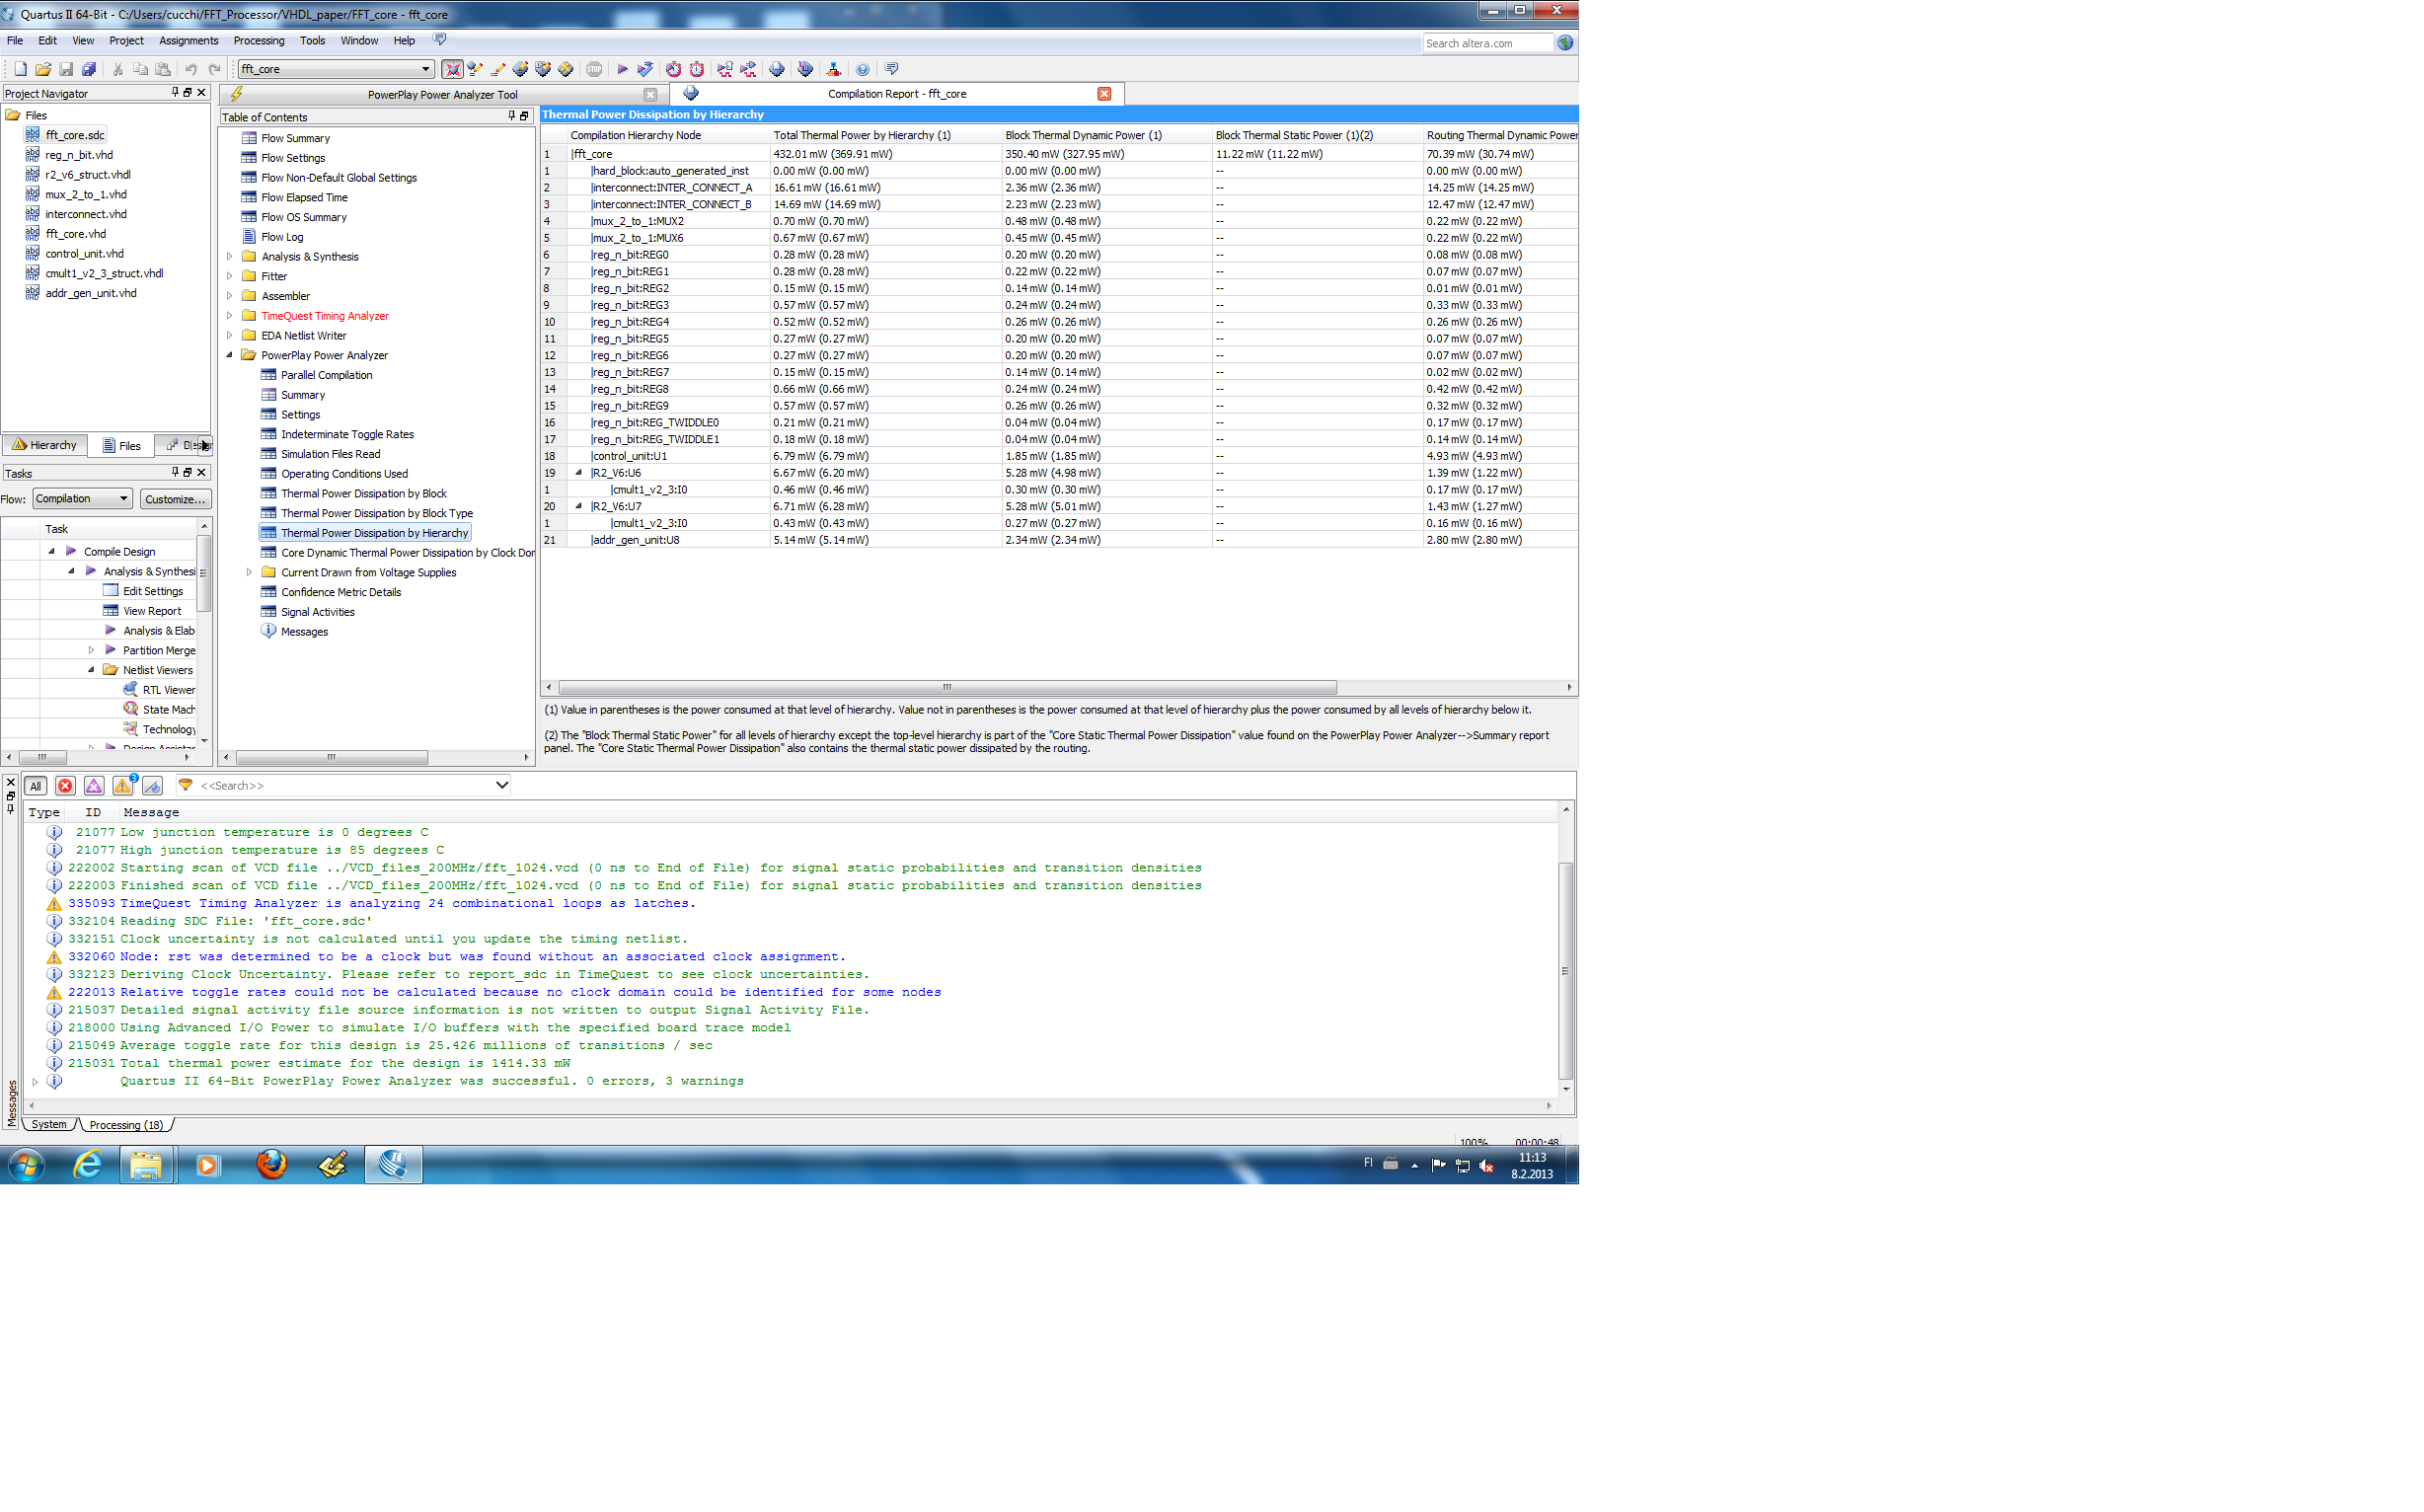 Quartus II 64-Bit - C:/Users/cucchi/FFT_Processor/VHDL_paper/FFT_core - fft_core
File Edit View Project Assignments Processing Tools Window Help
Search altera.com
fft_core
Project Navigator
Files
fft_core.sdc
reg_n_bit.vhd
r2_v6_struct.vhdl
mux_2_to_1.vhd
interconnect.vhd
fft_core.vhd
control_unit.vhd
cmult1_v2_3_struct.vhdl
addr_gen_unit.vhd
Hierarchy Files
Tasks
Flow: Compilation Customize...
Task
Compile Design
Analysis & Synthesi
Edit Settings
View Report
Analysis & Elab
Partition Merge
Netlist Viewers
RTL Viewer
State Mach
Technology
Design Assistan
PowerPlay Power Analyzer Tool
Compilation Report - fft_core
Table of Contents
Flow Summary
Flow Settings
Flow Non-Default Global Settings
Flow Elapsed Time
Flow OS Summary
Flow Log
Analysis & Synthesis
Fitter
Assembler
TimeQuest Timing Analyzer
EDA Netlist Writer
PowerPlay Power Analyzer
Parallel Compilation
Summary
Settings
Indeterminate Toggle Rates
Simulation Files Read
Operating Conditions Used
Thermal Power Dissipation by Block
Thermal Power Dissipation by Block Type
Thermal Power Dissipation by Hierarchy
Core Dynamic Thermal Power Dissipation by Clock Dor
Current Drawn from Voltage Supplies
Confidence Metric Details
Signal Activities
Messages
Thermal Power Dissipation by Hierarchy
Compilation Hierarchy Node Total Thermal Power by Hierarchy (1) Block Thermal Dynamic Power (1) Block Thermal Static Power (1)(2) Routing Thermal Dynamic Power
1 |fft_core 432.01 mW (369.91 mW) 350.40 mW (327.95 mW) 11.22 mW (11.22 mW) 70.39 mW (30.74 mW)
1 |hard_block:auto_generated_inst 0.00 mW (0.00 mW) 0.00 mW (0.00 mW) -- 0.00 mW (0.00 mW)
2 |interconnect:INTER_CONNECT_A 16.61 mW (16.61 mW) 2.36 mW (2.36 mW) -- 14.25 mW (14.25 mW)
3 |interconnect:INTER_CONNECT_B 14.69 mW (14.69 mW) 2.23 mW (2.23 mW) -- 12.47 mW (12.47 mW)
4 |mux_2_to_1:MUX2 0.70 mW (0.70 mW) 0.48 mW (0.48 mW) -- 0.22 mW (0.22 mW)
5 |mux_2_to_1:MUX6 0.67 mW (0.67 mW) 0.45 mW (0.45 mW) -- 0.22 mW (0.22 mW)
6 |reg_n_bit:REG0 0.28 mW (0.28 mW) 0.20 mW (0.20 mW) -- 0.08 mW (0.08 mW)
7 |reg_n_bit:REG1 0.28 mW (0.28 mW) 0.22 mW (0.22 mW) -- 0.07 mW (0.07 mW)
8 |reg_n_bit:REG2 0.15 mW (0.15 mW) 0.14 mW (0.14 mW) -- 0.01 mW (0.01 mW)
9 |reg_n_bit:REG3 0.57 mW (0.57 mW) 0.24 mW (0.24 mW) -- 0.33 mW (0.33 mW)
10 |reg_n_bit:REG4 0.52 mW (0.52 mW) 0.26 mW (0.26 mW) -- 0.26 mW (0.26 mW)
11 |reg_n_bit:REG5 0.27 mW (0.27 mW) 0.20 mW (0.20 mW) -- 0.07 mW (0.07 mW)
12 |reg_n_bit:REG6 0.27 mW (0.27 mW) 0.20 mW (0.20 mW) -- 0.07 mW (0.07 mW)
13 |reg_n_bit:REG7 0.15 mW (0.15 mW) 0.14 mW (0.14 mW) -- 0.02 mW (0.02 mW)
14 |reg_n_bit:REG8 0.66 mW (0.66 mW) 0.24 mW (0.24 mW) -- 0.42 mW (0.42 mW)
15 |reg_n_bit:REG9 0.57 mW (0.57 mW) 0.26 mW (0.26 mW) -- 0.32 mW (0.32 mW)
16 |reg_n_bit:REG_TWIDDLE0 0.21 mW (0.21 mW) 0.04 mW (0.04 mW) -- 0.17 mW (0.17 mW)
17 |reg_n_bit:REG_TWIDDLE1 0.18 mW (0.18 mW) 0.04 mW (0.04 mW) -- 0.14 mW (0.14 mW)
18 |control_unit:U1 6.79 mW (6.79 mW) 1.85 mW (1.85 mW) -- 4.93 mW (4.93 mW)
19 |R2_V6:U6 6.67 mW (6.20 mW) 5.28 mW (4.98 mW) -- 1.39 mW (1.22 mW)
1 |cmult1_v2_3:I0 0.46 mW (0.46 mW) 0.30 mW (0.30 mW) -- 0.17 mW (0.17 mW)
20 |R2_V6:U7 6.71 mW (6.28 mW) 5.28 mW (5.01 mW) -- 1.43 mW (1.27 mW)
1 |cmult1_v2_3:I0 0.43 mW (0.43 mW) 0.27 mW (0.27 mW) -- 0.16 mW (0.16 mW)
21 |addr_gen_unit:U8 5.14 mW (5.14 mW) 2.34 mW (2.34 mW) -- 2.80 mW (2.80 mW)
(1) Value in parentheses is the power consumed at that level of hierarchy. Value not in parentheses is the power consumed at that level of hierarchy plus the power consumed by all levels of hierarchy below it.
(2) The "Block Thermal Static Power" for all levels of hierarchy except the top-level hierarchy is part of the "Core Static Thermal Power Dissipation" value found on the PowerPlay Power Analyzer-->Summary report
panel. The "Core Static Thermal Power Dissipation" also contains the thermal static power dissipated by the routing.
All 3 <<Search>>
Type ID Message
21077 Low junction temperature is 0 degrees C
21077 High junction temperature is 85 degrees C
222002 Starting scan of VCD file ../VCD_files_200MHz/fft_1024.vcd (0 ns to End of File) for signal static probabilities and transition densities
222003 Finished scan of VCD file ../VCD_files_200MHz/fft_1024.vcd (0 ns to End of File) for signal static probabilities and transition densities
335093 TimeQuest Timing Analyzer is analyzing 24 combinational loops as latches.
332104 Reading SDC File: 'fft_core.sdc'
332151 Clock uncertainty is not calculated until you update the timing netlist.
332060 Node: rst was determined to be a clock but was found without an associated clock assignment.
332123 Deriving Clock Uncertainty. Please refer to report_sdc in TimeQuest to see clock uncertainties.
222013 Relative toggle rates could not be calculated because no clock domain could be identified for some nodes
215037 Detailed signal activity file source information is not written to output Signal Activity File.
218000 Using Advanced I/O Power to simulate I/O buffers with the specified board trace model
215049 Average toggle rate for this design is 25.426 millions of transitions / sec
215031 Total thermal power estimate for the design is 1414.33 mW
Quartus II 64-Bit PowerPlay Power Analyzer was successful. 0 errors, 3 warnings
Messages
System Processing (18)
100% 00:00:48
FI
11:13
8.2.2013